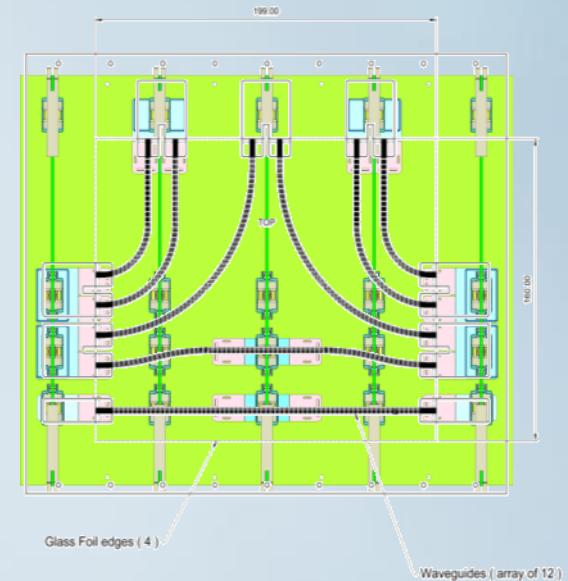 199.00
TOP
160.00
Glass Foil edges ( 4 )
Waveguides ( array of 12 )